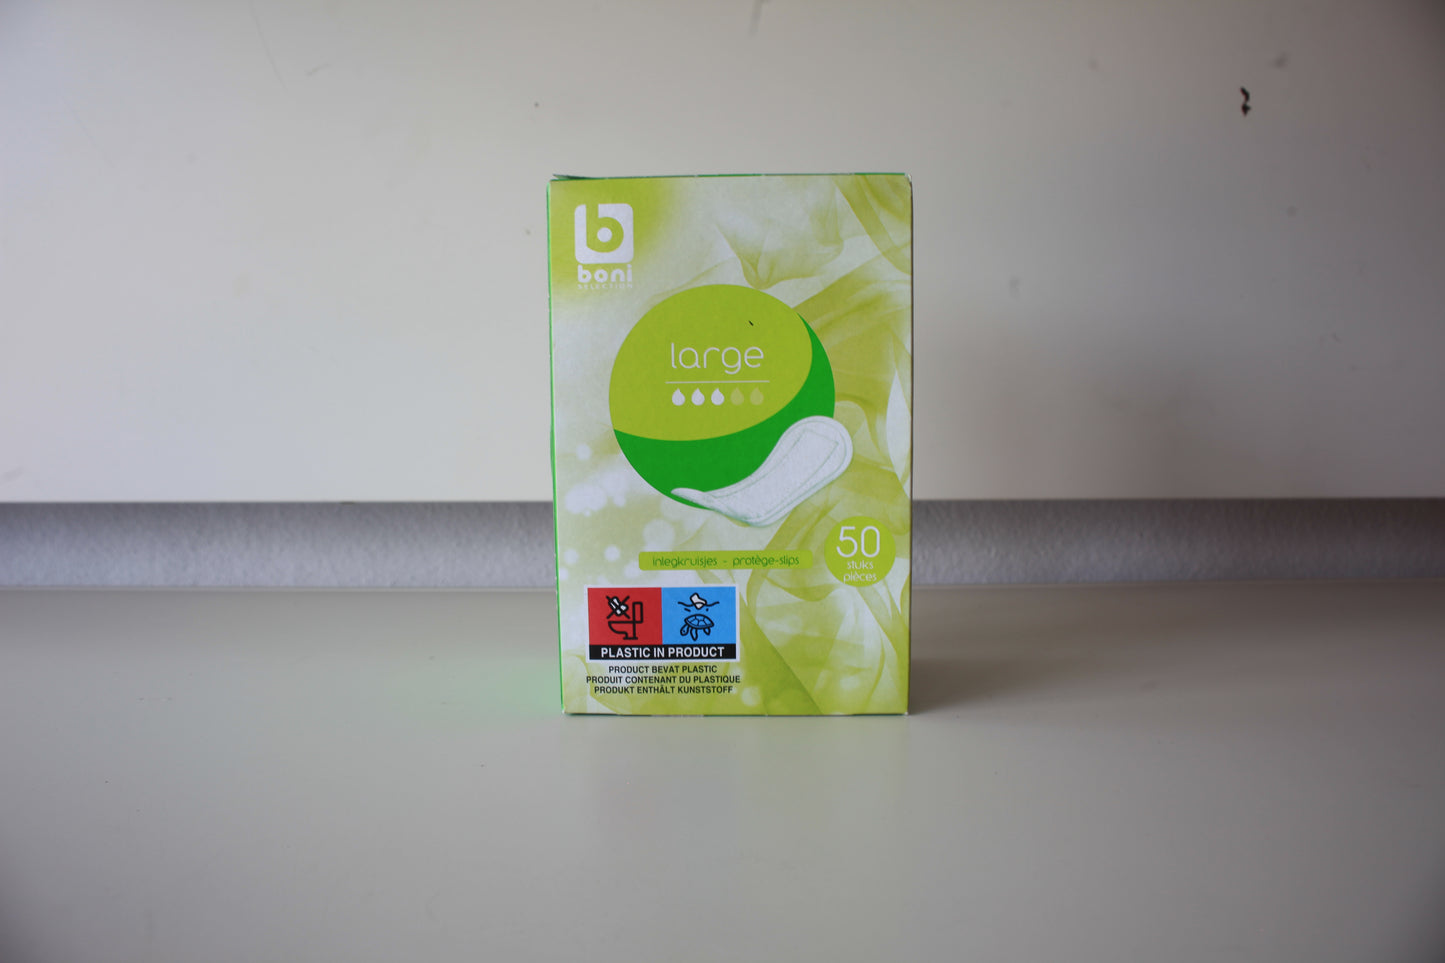 b
boni
SELECTION
large
inlegkruisjes - protège-slips
50
stuks
pièces
PLASTIC IN PRODUCT
PRODUCT BEVAT PLASTIC
PRODUIT CONTENANT DU PLASTIQUE
PRODUKT ENTHÄLT KUNSTSTOFF